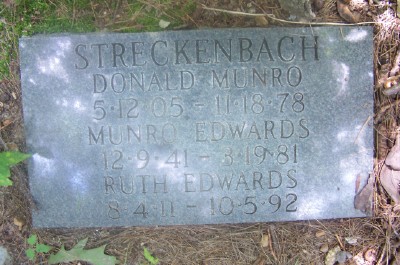 STRECKENBACH
DONALD MUNRO
5·12·05 - 11·18·78
MUNRO EDWARDS
12·9·41 - 3·19·81
RUTH EDWARDS
8·4·11 - 10·5·92